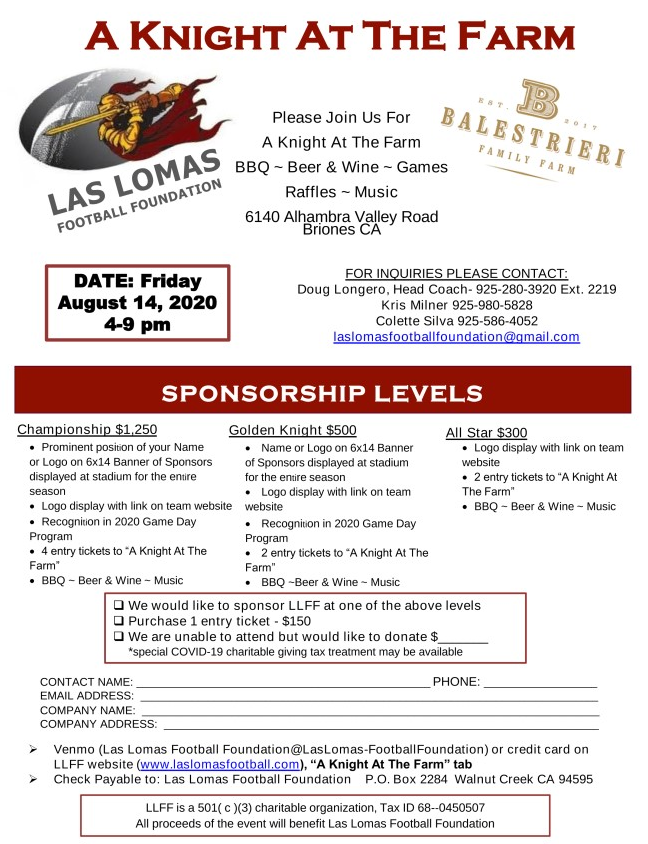 A KNIGHT AT THE FARM
LAS LOMAS
FOOTBALL FOUNDATION
Please Join Us For
A Knight At The Farm
BBQ ~ Beer & Wine ~ Games
Raffles ~ Music
6140 Alhambra Valley Road
Briones CA
EST. B 2017
BALESTRIERI
FAMILY FARM
DATE: Friday
August 14, 2020
4-9 pm
FOR INQUIRIES PLEASE CONTACT:
Doug Longero, Head Coach- 925-280-3920 Ext. 2219
Kris Milner 925-980-5828
Colette Silva 925-586-4052
laslomasfootballfoundation@gmail.com
SPONSORSHIP LEVELS
Championship $1,250
• Prominent position of your Name
or Logo on 6x14 Banner of Sponsors
displayed at stadium for the entire
season
• Logo display with link on team website
• Recognition in 2020 Game Day
Program
• 4 entry tickets to “A Knight At The
Farm”
• BBQ ~ Beer & Wine ~ Music
Golden Knight $500
• Name or Logo on 6x14 Banner
of Sponsors displayed at stadium
for the entire season
• Logo display with link on team
website
• Recognition in 2020 Game Day
Program
• 2 entry tickets to “A Knight At The
Farm”
• BBQ ~Beer & Wine ~ Music
All Star $300
• Logo display with link on team
website
• 2 entry tickets to “A Knight At
The Farm”
• BBQ ~ Beer & Wine ~ Music
❑ We would like to sponsor LLFF at one of the above levels
❑ Purchase 1 entry ticket - $150
❑ We are unable to attend but would like to donate $_______
*special COVID-19 charitable giving tax treatment may be available
CONTACT NAME: ____________________ PHONE: ____________
EMAIL ADDRESS: ____________________
COMPANY NAME: ____________________
COMPANY ADDRESS: ____________________
➢ Venmo (Las Lomas Football Foundation@LasLomas-FootballFoundation) or credit card on
LLFF website (www.laslomasfootball.com), “A Knight At The Farm” tab
➢ Check Payable to: Las Lomas Football Foundation P.O. Box 2284 Walnut Creek CA 94595
LLFF is a 501( c )(3) charitable organization, Tax ID 68--0450507
All proceeds of the event will benefit Las Lomas Football Foundation